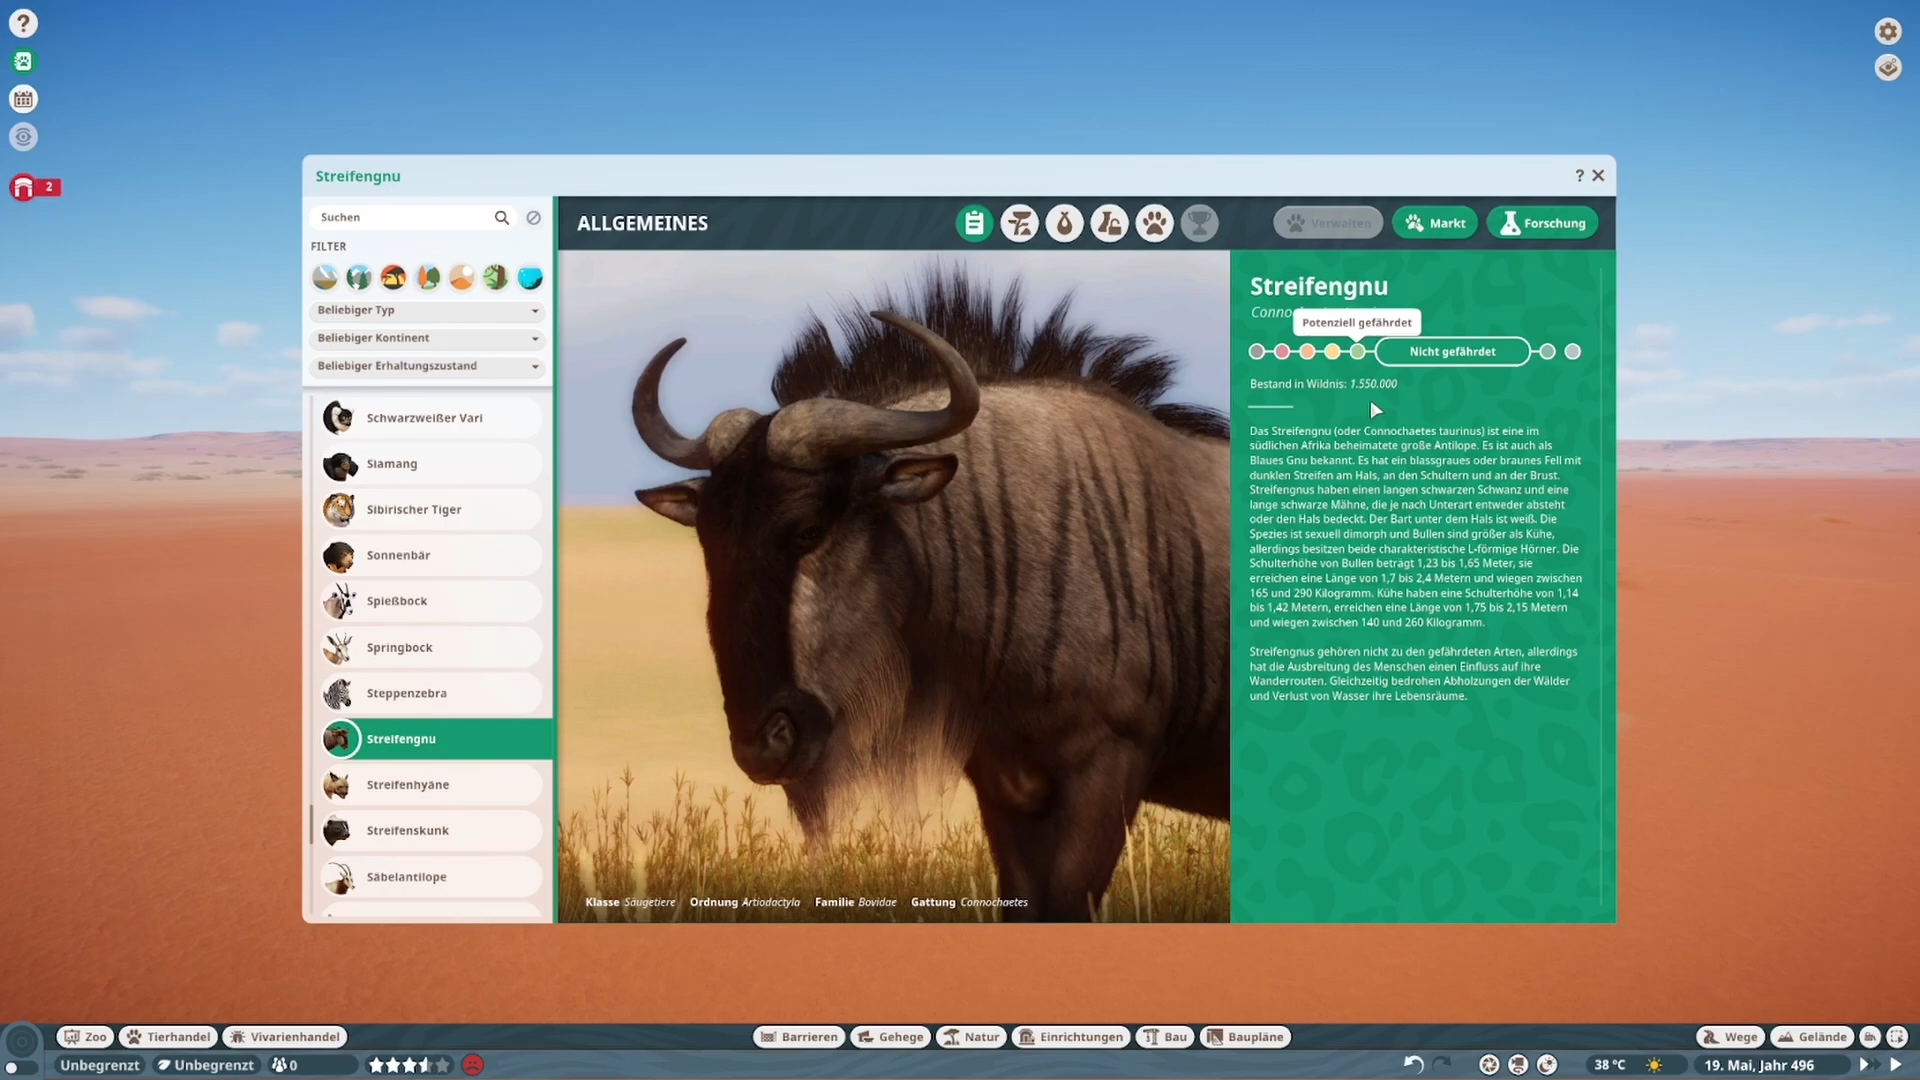 ?
2
Streifengnu
?
Suchen
FILTER
Beliebiger Typ
Beliebiger Kontinent
Beliebiger Erhaltungszustand
Schwarzweißer Vari
Siamang
Sibirischer Tiger
Sonnenbär
Spießbock
Springbock
Steppenzebra
Streifengnu
Streifenhyäne
Streifenskunk
Säbelantilope
ALLGEMEINES
Verwalten
Markt
Forschung
Klasse Säugetiere Ordnung Artiodactyla Familie Bovidae Gattung Connochaetes
Streifengnu
Potenziell gefährdet
Nicht gefährdet
Bestand in Wildnis: 1.550.000
Das Streifengnu (oder Connochaetes taurinus) ist eine im
südlichen Afrika beheimatete große Antilope. Es ist auch als
Blaues Gnu bekannt. Es hat ein blassgraues oder braunes Fell mit
dunklen Streifen am Hals, an den Schultern und an der Brust.
Streifengnus haben einen langen schwarzen Schwanz und eine
lange schwarze Mähne, die je nach Unterart entweder absteht
oder den Hals bedeckt. Der Bart unter dem Hals ist weiß. Die
Spezies ist sexuell dimorph und Bullen sind größer als Kühe,
allerdings besitzen beide charakteristische L-förmige Hörner. Die
Schulterhöhe von Bullen beträgt 1,23 bis 1,65 Meter, sie
erreichen eine Länge von 1,7 bis 2,4 Metern und wiegen zwischen
165 und 290 Kilogramm. Kühe haben eine Schulterhöhe von 1,14
bis 1,42 Metern, erreichen eine Länge von 1,75 bis 2,15 Metern
und wiegen zwischen 140 und 260 Kilogramm.
Streifengnus gehören nicht zu den gefährdeten Arten, allerdings
hat die Ausbreitung des Menschen einen Einfluss auf ihre
Wanderrouten. Gleichzeitig bedrohen Abholzungen der Wälder
und Verlust von Wasser ihre Lebensräume.
Zoo
Tierhandel
Vivarienhandel
Barrieren
Gehege
Natur
Einrichtungen
Bau
Baupläne
Wege
Gelände
Unbegrenzt
Unbegrenzt
0
38 °C
19. Mai, Jahr 496